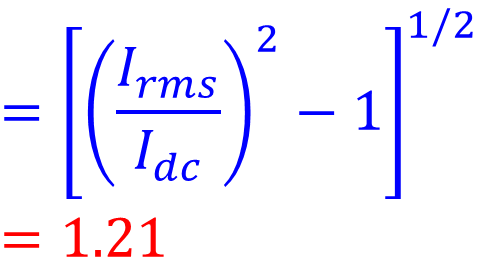 = [(I_rms / I_dc)^2 − 1]^1/2
= 1.21